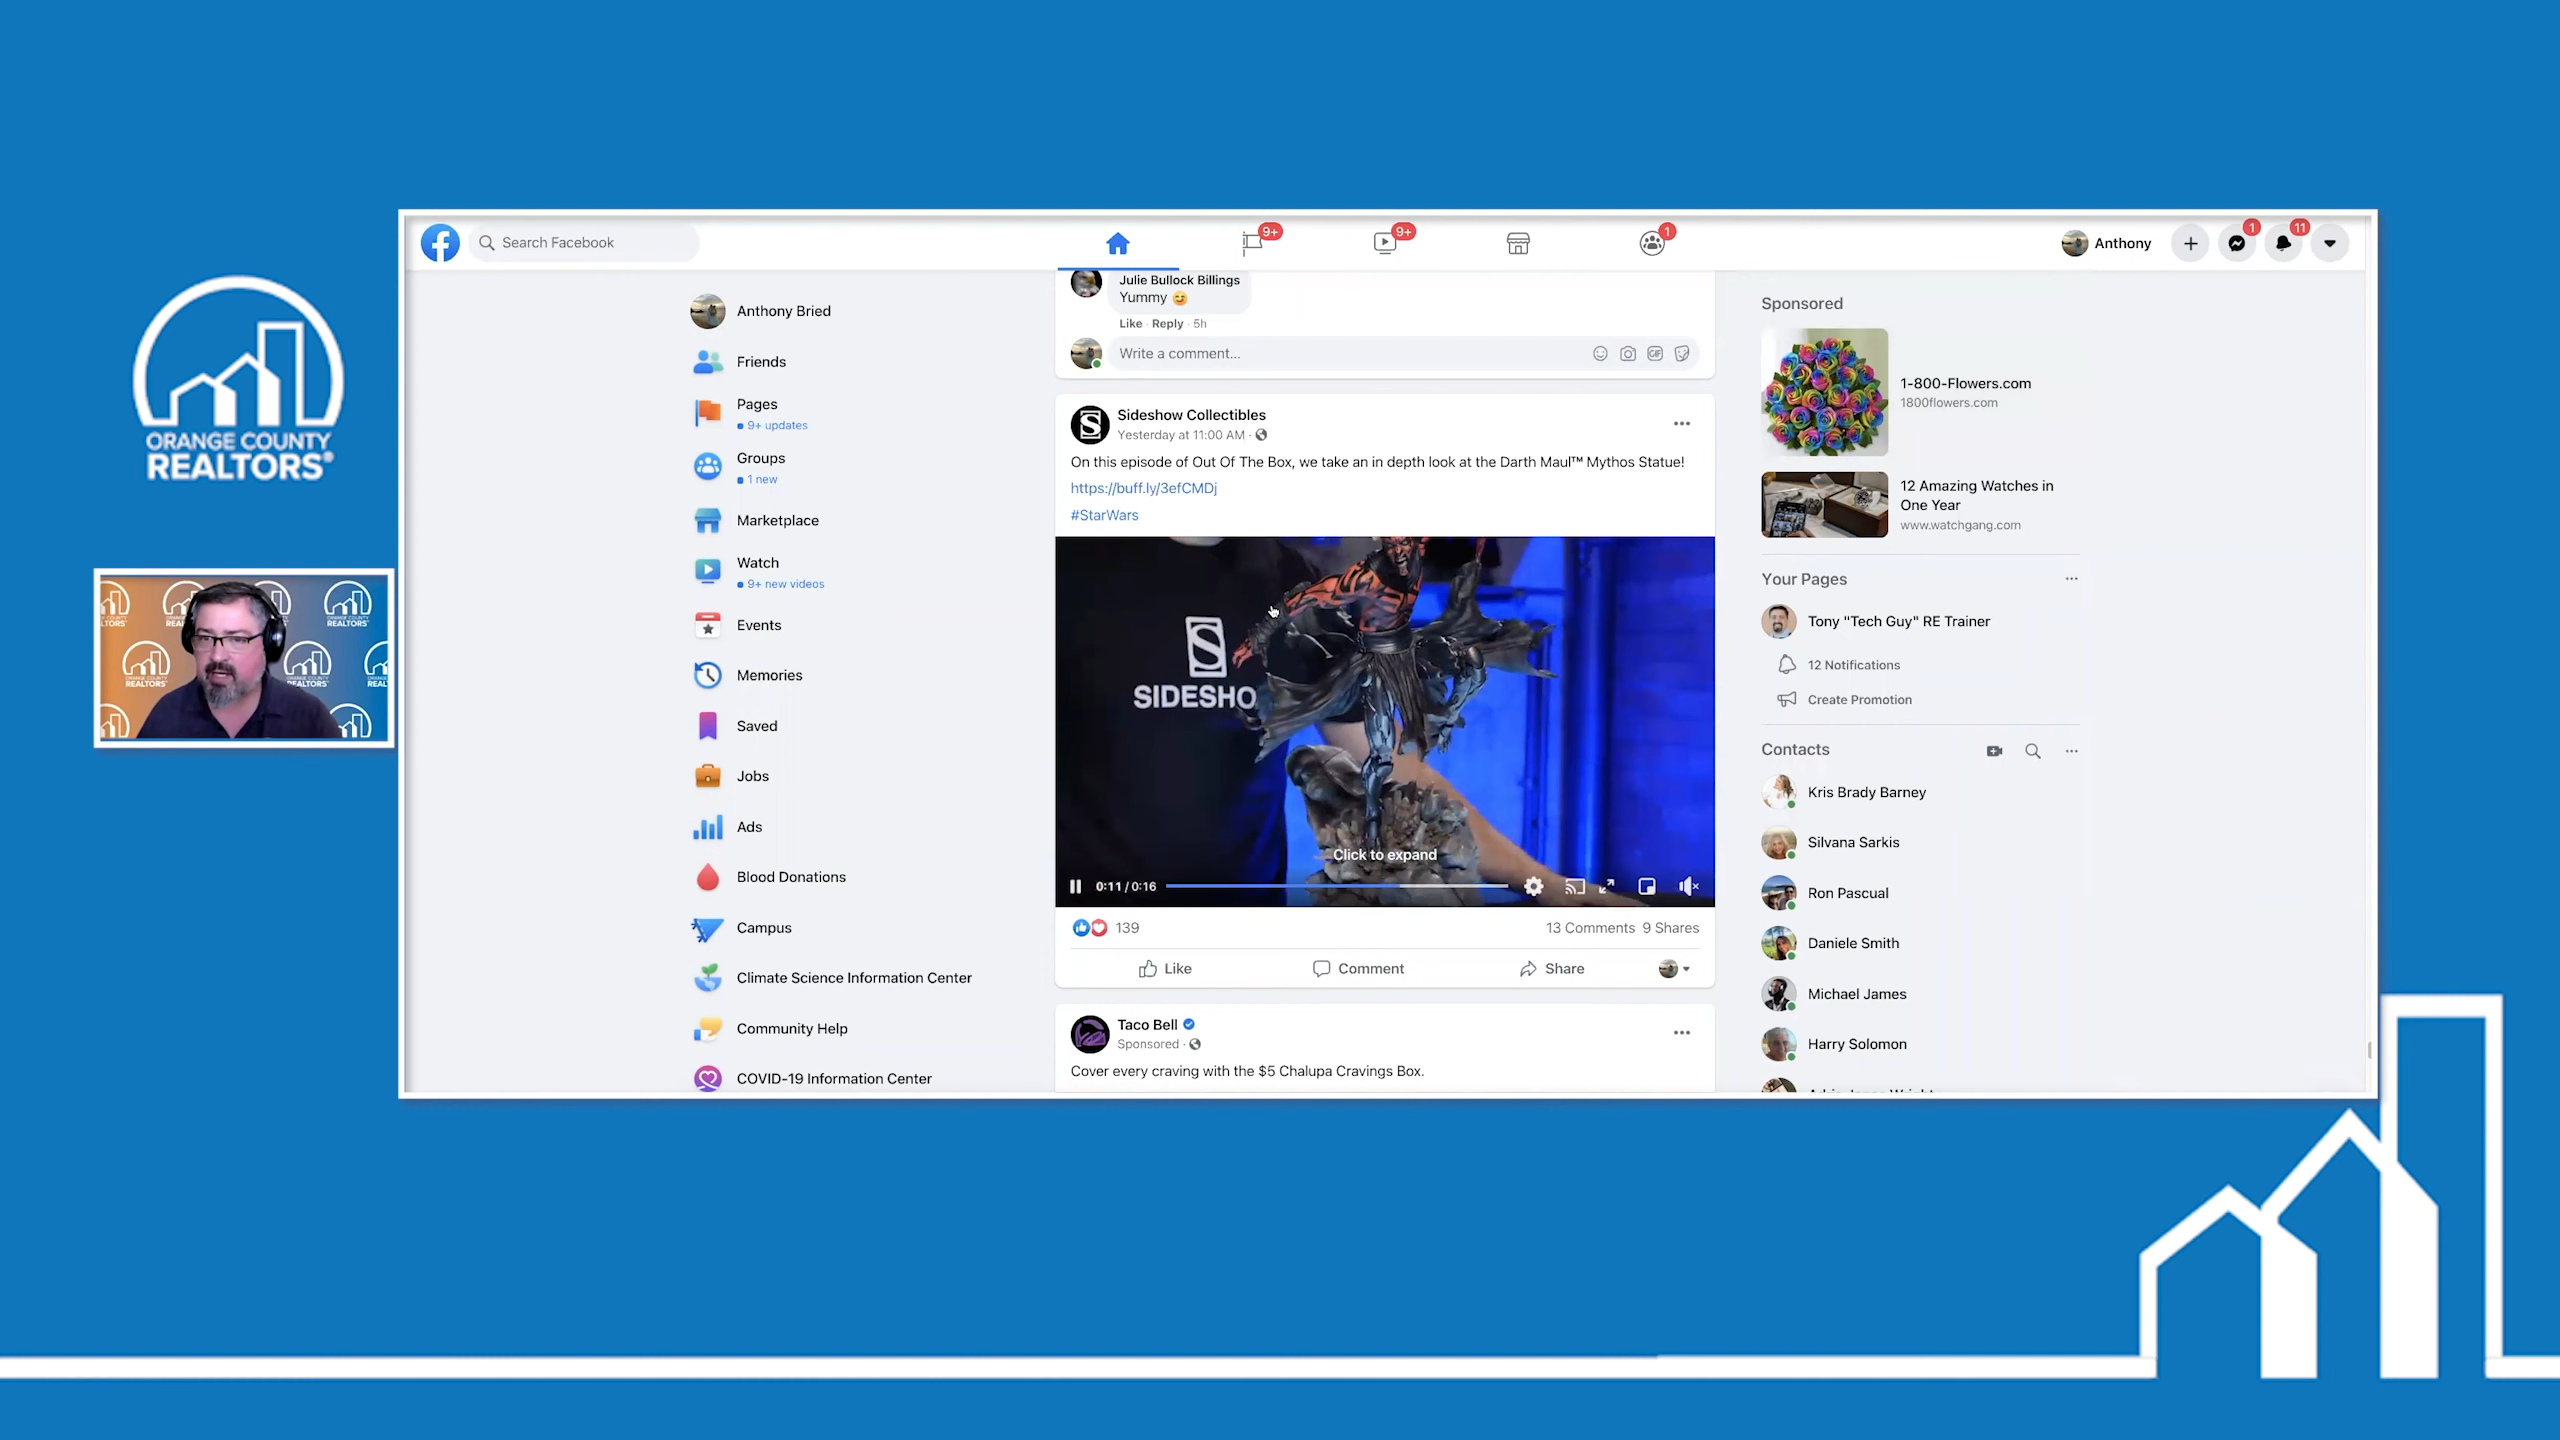 ORANGE COUNTY
REALTORS®
Search Facebook
9+
9+
1
Anthony
1
11
Anthony Bried
Friends
Pages
9+ updates
Groups
1 new
Marketplace
Watch
9+ new videos
Events
Memories
Saved
Jobs
Ads
Blood Donations
Campus
Climate Science Information Center
Community Help
COVID-19 Information Center
Julie Bullock Billings
Yummy 😋
Like · Reply · 5h
Write a comment...
GIF
Sideshow Collectibles
Yesterday at 11:00 AM ·
On this episode of Out Of The Box, we take an in depth look at the Darth Maul™ Mythos Statue!
https://buff.ly/3efCMDj
#StarWars
SIDESHO
Click to expand
0:11 / 0:16
139
13 Comments 9 Shares
Like
Comment
Share
Taco Bell
Sponsored ·
Cover every craving with the $5 Chalupa Cravings Box.
Sponsored
1-800-Flowers.com
1800flowers.com
12 Amazing Watches in
One Year
www.watchgang.com
Your Pages
Tony "Tech Guy" RE Trainer
12 Notifications
Create Promotion
Contacts
Kris Brady Barney
Silvana Sarkis
Ron Pascual
Daniele Smith
Michael James
Harry Solomon